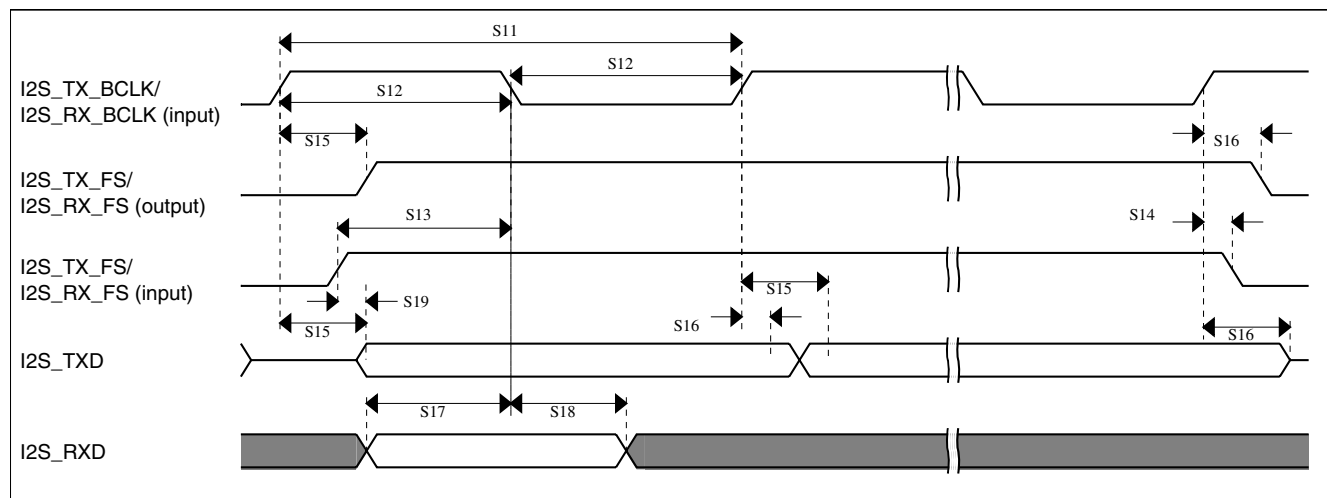 S11
I2S_TX_BCLK/
I2S_RX_BCLK (input)
S12
S12
S15
S16
I2S_TX_FS/
I2S_RX_FS (output)
S13
S14
I2S_TX_FS/
I2S_RX_FS (input)
S19
S15
S15
S16
S16
I2S_TXD
S17
S18
I2S_RXD